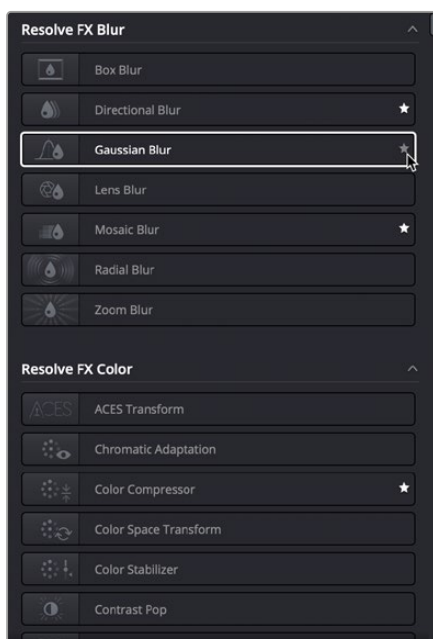 Resolve FX Blur
Box Blur
Directional Blur
Gaussian Blur
Lens Blur
Mosaic Blur
Radial Blur
Zoom Blur
Resolve FX Color
ACES ACES Transform
Chromatic Adaptation
Color Compressor
Color Space Transform
Color Stabilizer
Contrast Pop